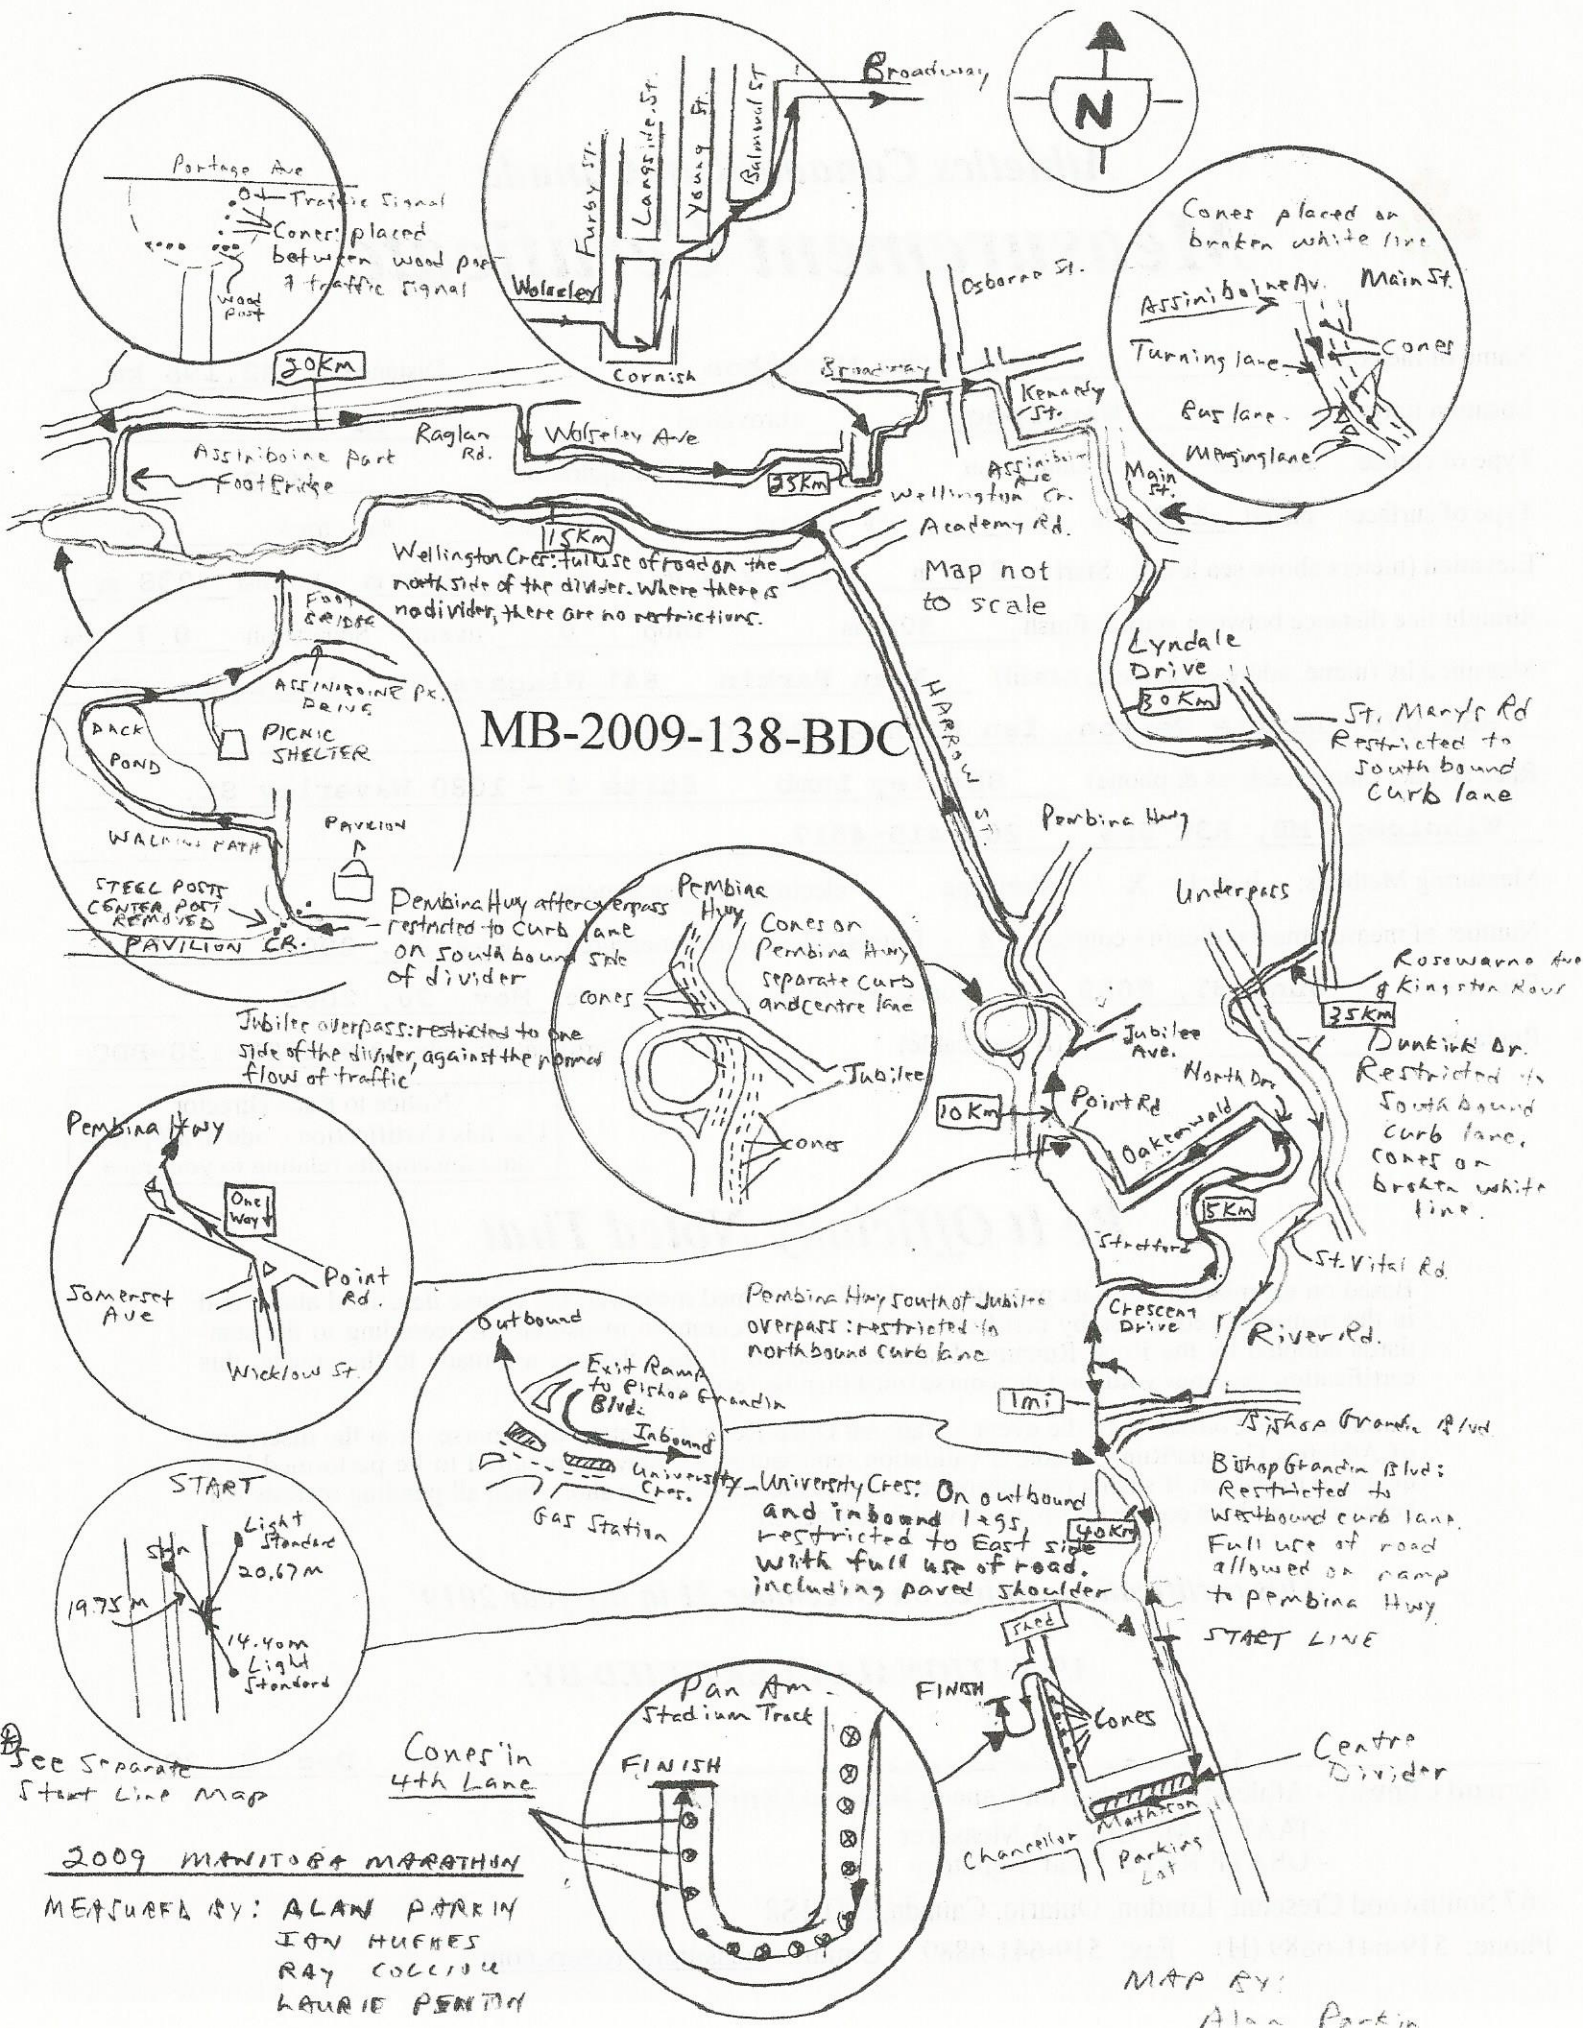 Portage Ave
Traffic Signal
Cones placed
between wood post
& traffic signal
wood
post
Furby St.
Langside St.
Young St.
Balmoral ST
Broadway
Wolseley
Cornish
N
Cones placed on
broken white line
Assiniboine Av.
Main St.
Turning lane
Cones
Bus lane
Merging lane
Osborne St.
Broadway
Kennedy
St.
20Km
Raglan
Rd.
Wolseley Ave
Assiniboine Park
FootBridge
25Km
Assiniboine
Ave
Main
St.
Wellington Cr.
Academy Rd.
15Km
Wellington Cres: full use of road on the
north side of the divider. Where there is
no divider, there are no restrictions.
Map not
to scale
FOOT
BRIDGE
ASSINIBOINE PK.
DRIVE
DUCK
POND
PICNIC
SHELTER
WALKING PATH
PAVILION
STEEL POSTS
CENTER POST
REMOVED
PAVILION CR.
MB-2009-138-BDC
HARROW ST.
Lyndale
Drive
30Km
St. Mary's Rd
Restricted to
south bound
curb lane
Pembina Hwy
Underpass
Pembina Hwy after overpass
restricted to curb lane
on southbound side
of divider
Pembina
Hwy
Cones on
Pembina Hwy
separate curb
and centre lane
cones
Jubilee
cones
Jubilee overpass: restricted to one
side of the divider, against the normal
flow of traffic
Rosewarne Ave
& Kingston Row
35Km
Dunkirk Dr.
Restricted to
South bound
curb lane,
cones on
broken white
line.
Jubilee
Ave.
North Dr.
10Km
Point Rd
Oakenwald
5Km
Stratford
St. Vital Rd
Crescent
Drive
River Rd.
Pembina Hwy
One
Way
Somerset
Ave
Point
Rd.
Wicklow St.
Pembina Hwy south of Jubilee
overpass: restricted to
northbound curb lane
1mi
Bishop Grandin Blvd
Outbound
Exit Ramp
to Bishop Grandin
Blvd.
Inbound
University
Cres.
Gas Station
University Cres: On outbound
and inbound legs,
restricted to East side
with full use of road,
including paved shoulder
40Km
Bishop Grandin Blvd:
Restricted to
westbound curb lane.
Full use of road
allowed on ramp
to Pembina Hwy
START
Start
Light
Standard
20.67M
19.75M
14.40m
Light
Standard
START LINE
Shed
FINISH
Cones
Centre
Divider
Matheson
Chancellor
Parking
Lot
See Separate
Start Line Map
Pan Am
Stadium Track
FINISH
Cones in
4th Lane
2009 MANITOBA MARATHON
MEASURED BY: ALAN PARKIN
IAN HUGHES
RAY COLLIOU
LAURIE PENTON
MAP BY:
Alan Parkin